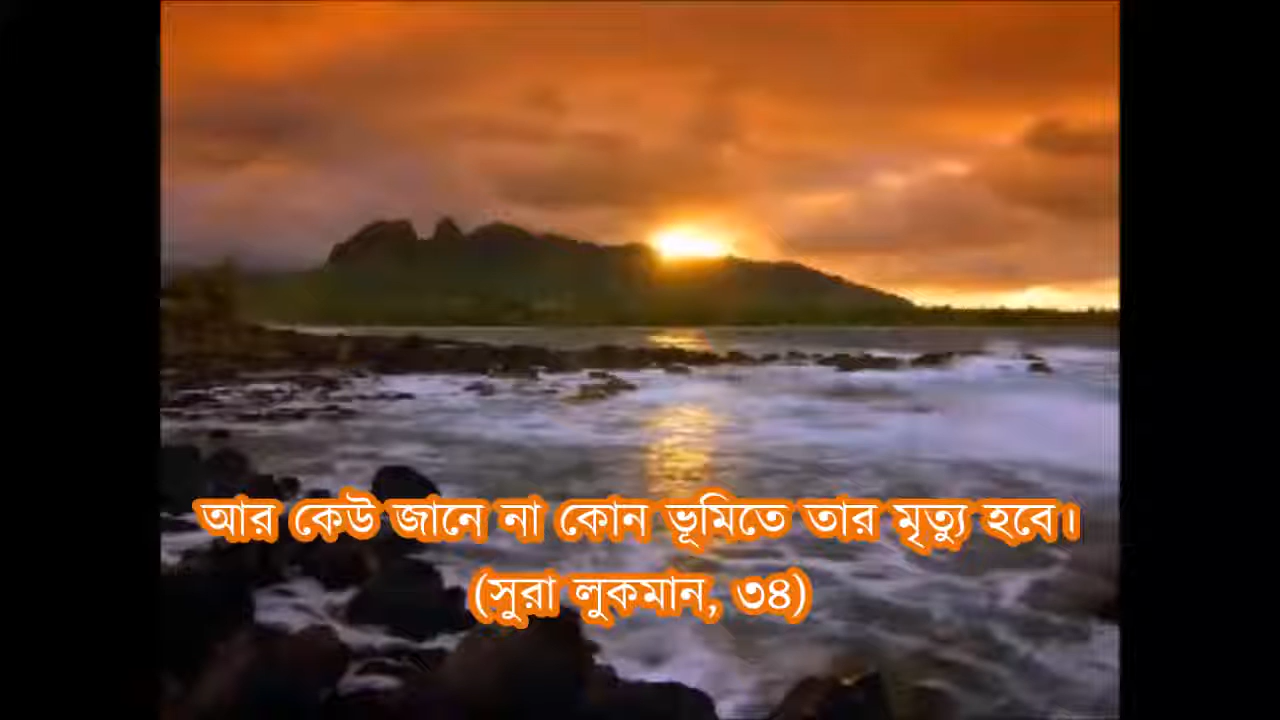 আর কেউ জানে না কোন ভূমিতে তার মৃত্যু হবে।
(সুরা লুকমান, ৩৪)